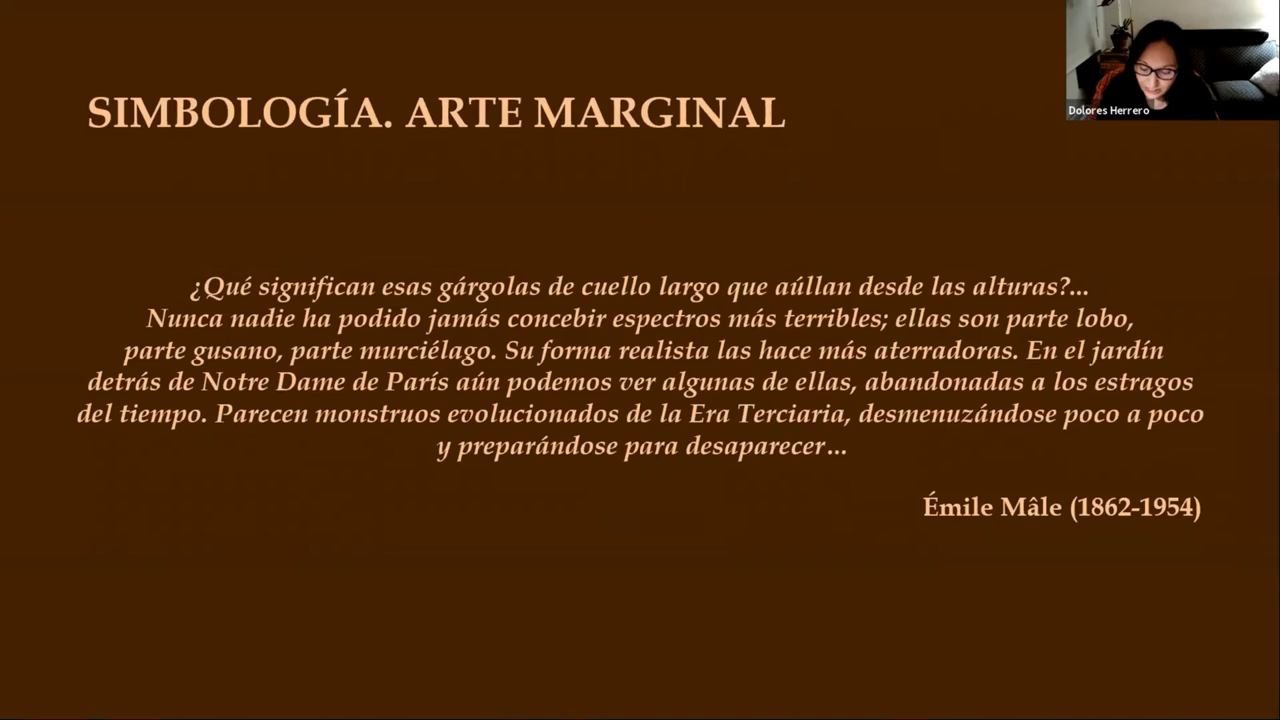 SIMBOLOGÍA. ARTE MARGINAL
Dolores Herrero
¿Qué significan esas gárgolas de cuello largo que aúllan desde las alturas?...
Nunca nadie ha podido jamás concebir espectros más terribles; ellas son parte lobo,
parte gusano, parte murciélago. Su forma realista las hace más aterradoras. En el jardín
detrás de Notre Dame de París aún podemos ver algunas de ellas, abandonadas a los estragos
del tiempo. Parecen monstruos evolucionados de la Era Terciaria, desmenuzándose poco a poco
y preparándose para desaparecer…
Émile Mâle (1862-1954)